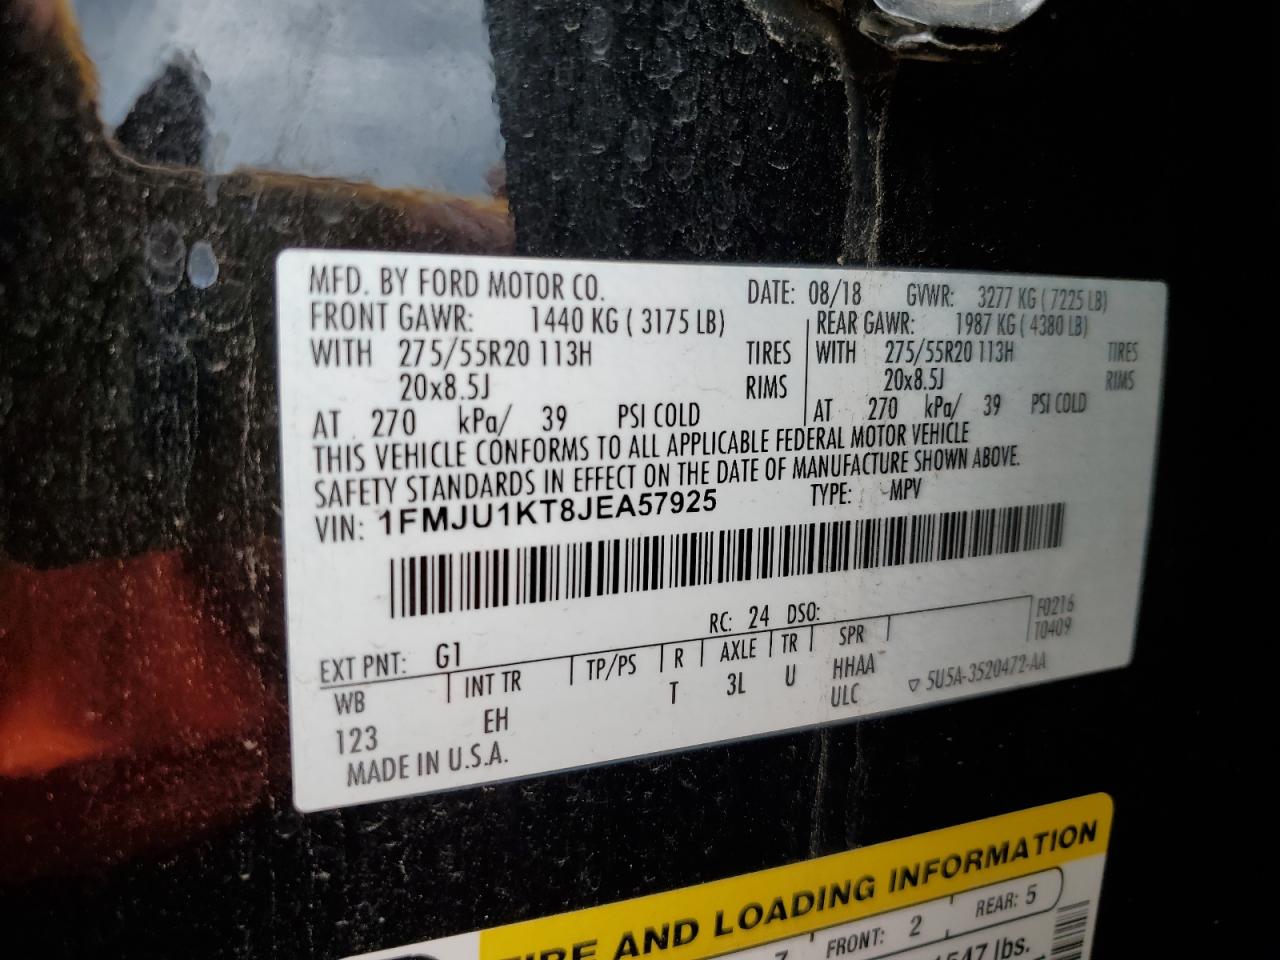 MFD. BY FORD MOTOR CO. DATE: 08/18 GVWR: 3277 KG ( 7225 LB)
FRONT GAWR: 1440 KG ( 3175 LB) REAR GAWR: 1987 KG ( 4380 LB)
WITH 275/55R20 113H TIRES WITH 275/55R20 113H TIRES
20x8.5J RIMS 20x8.5J RIMS
AT 270 kPa/ 39 PSI COLD AT 270 kPa/ 39 PSI COLD
THIS VEHICLE CONFORMS TO ALL APPLICABLE FEDERAL MOTOR VEHICLE
SAFETY STANDARDS IN EFFECT ON THE DATE OF MANUFACTURE SHOWN ABOVE.
VIN: 1FMJU1KT8JEA57925 TYPE: MPV
F0216
EXT PNT: G1 RC: 24 DSO: T0409
WB INT TR TP/PS R AXLE TR SPR
123 EH T 3L U HHAA
ULC ▽ 5U5A-3520472-AA
MADE IN U.S.A.
TIRE AND LOADING INFORMATION
7 FRONT: 2 REAR: 5
547 lbs.